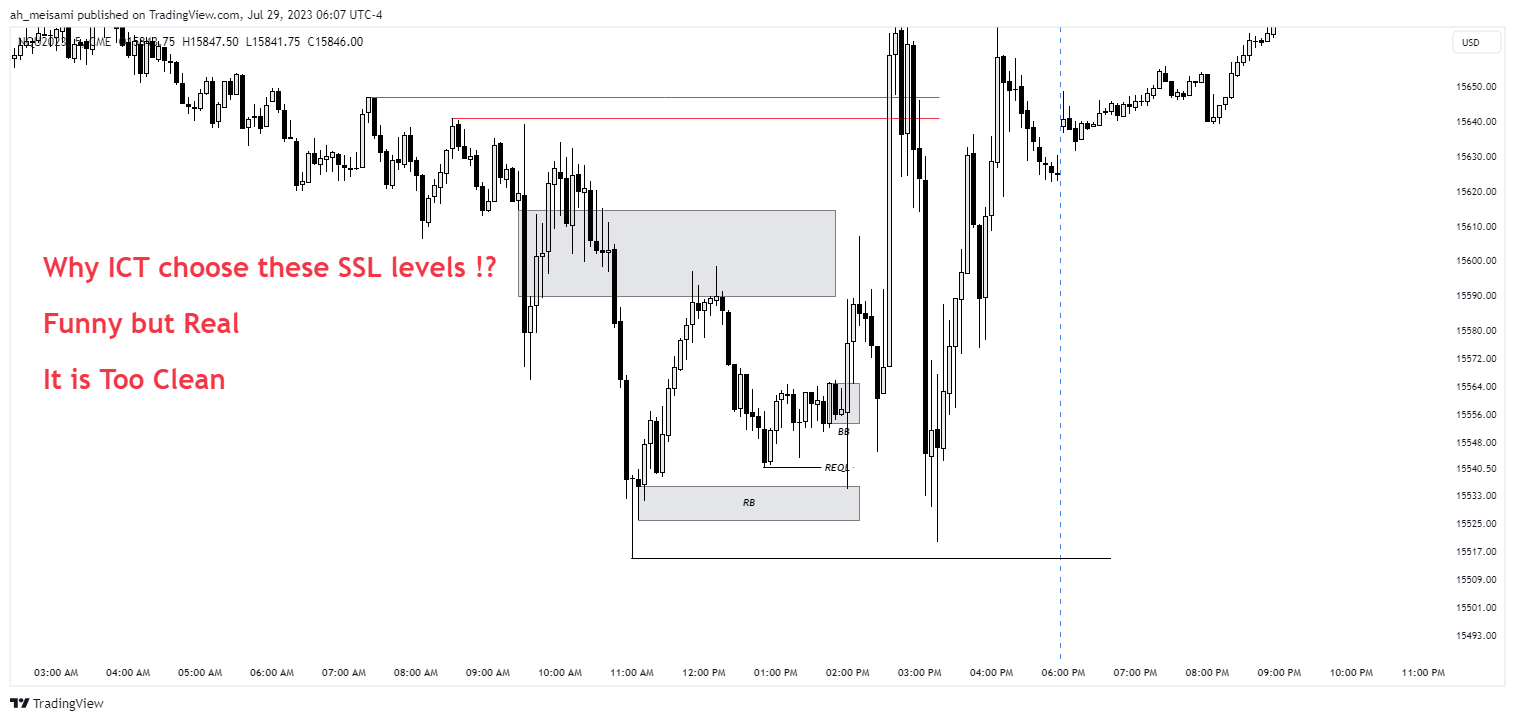 ah_meisami published on TradingView.com, Jul 29, 2023 06:07 UTC-4
NQU2023, 5, CME O15843.75 H15847.50 L15841.75 C15846.00
USD
15650.00
15640.00
15630.00
15620.00
15610.00
15600.00
15590.00
15580.00
15572.00
15564.00
15556.00
15548.00
15540.50
15533.00
15525.00
15517.00
15509.00
15501.00
15493.00
Why ICT choose these SSL levels !?
Funny but Real
It is Too Clean
BB
REQL
RB
03:00 AM 04:00 AM 05:00 AM 06:00 AM 07:00 AM 08:00 AM 09:00 AM 10:00 AM 11:00 AM 12:00 PM 01:00 PM 02:00 PM 03:00 PM 04:00 PM 06:00 PM 07:00 PM 08:00 PM 09:00 PM 10:00 PM 11:00 PM
TradingView